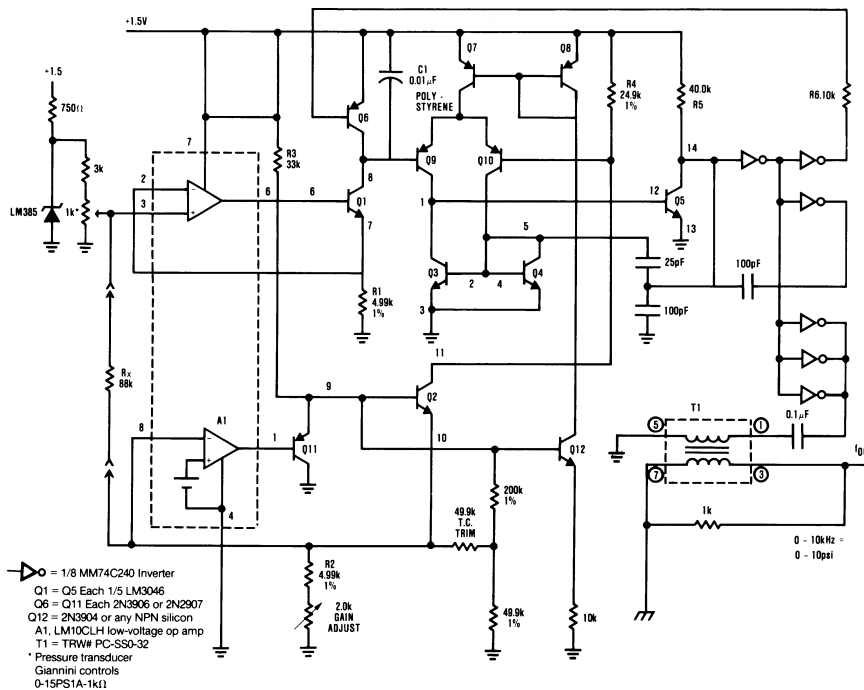 +1.5V
Q7
Q8
+1.5
C1
0.01μF
POLY -
STYRENE
R4
24.9k
1%
40.0k
R5
R6.10k
750Ω
Q6
7
R3
33k
14
3k
8
Q9
Q10
2
3
6
6
Q1
12
Q5
LM385
1k*
7
1
13
5
Q3
2
4
Q4
25pF
100pF
R1
4.99k
1%
3
100pF
11
RX
88k
9
Q2
8
A1
1
Q11
10
Q12
T1
0.1μF
5
1
7
3
4
200k
1%
49.9k
T.C.
TRIM
1k
0 – 10kHz =
0 – 10psi
R2
4.99k
1%
2.0k
GAIN
ADJUST
49.9k
1%
10k
= 1/8 MM74C240 Inverter
Q1 = Q5 Each 1/5 LM3046
Q6 = Q11 Each 2N3906 or 2N2907
Q12 = 2N3904 or any NPN silicon
A1, LM10CLH low-voltage op amp
T1 = TRW# PC-SS0-32
* Pressure transducer
Giannini controls
0-15PS1A-1kΩ